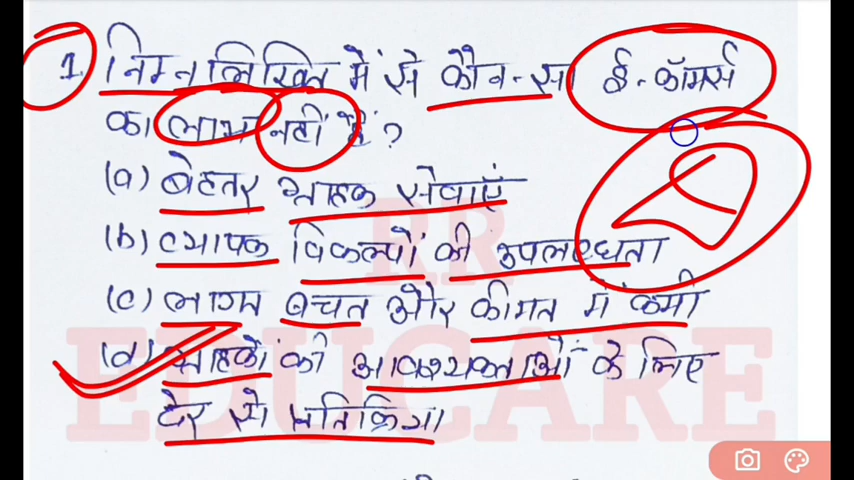 1 निम्न लिखित में से कौन-सा ई-कॉमर्स
का लाभ नहीं है?
(a) बेहतर ग्राहक सेवाएँ
(b) व्यापक विकल्पों की उपलब्धता
(c) लागत बचत और कीमत में कमी
(d) ग्राहकों की आवश्यकताओं के लिए
देर से प्रतिक्रिया
RR
EDUCARE